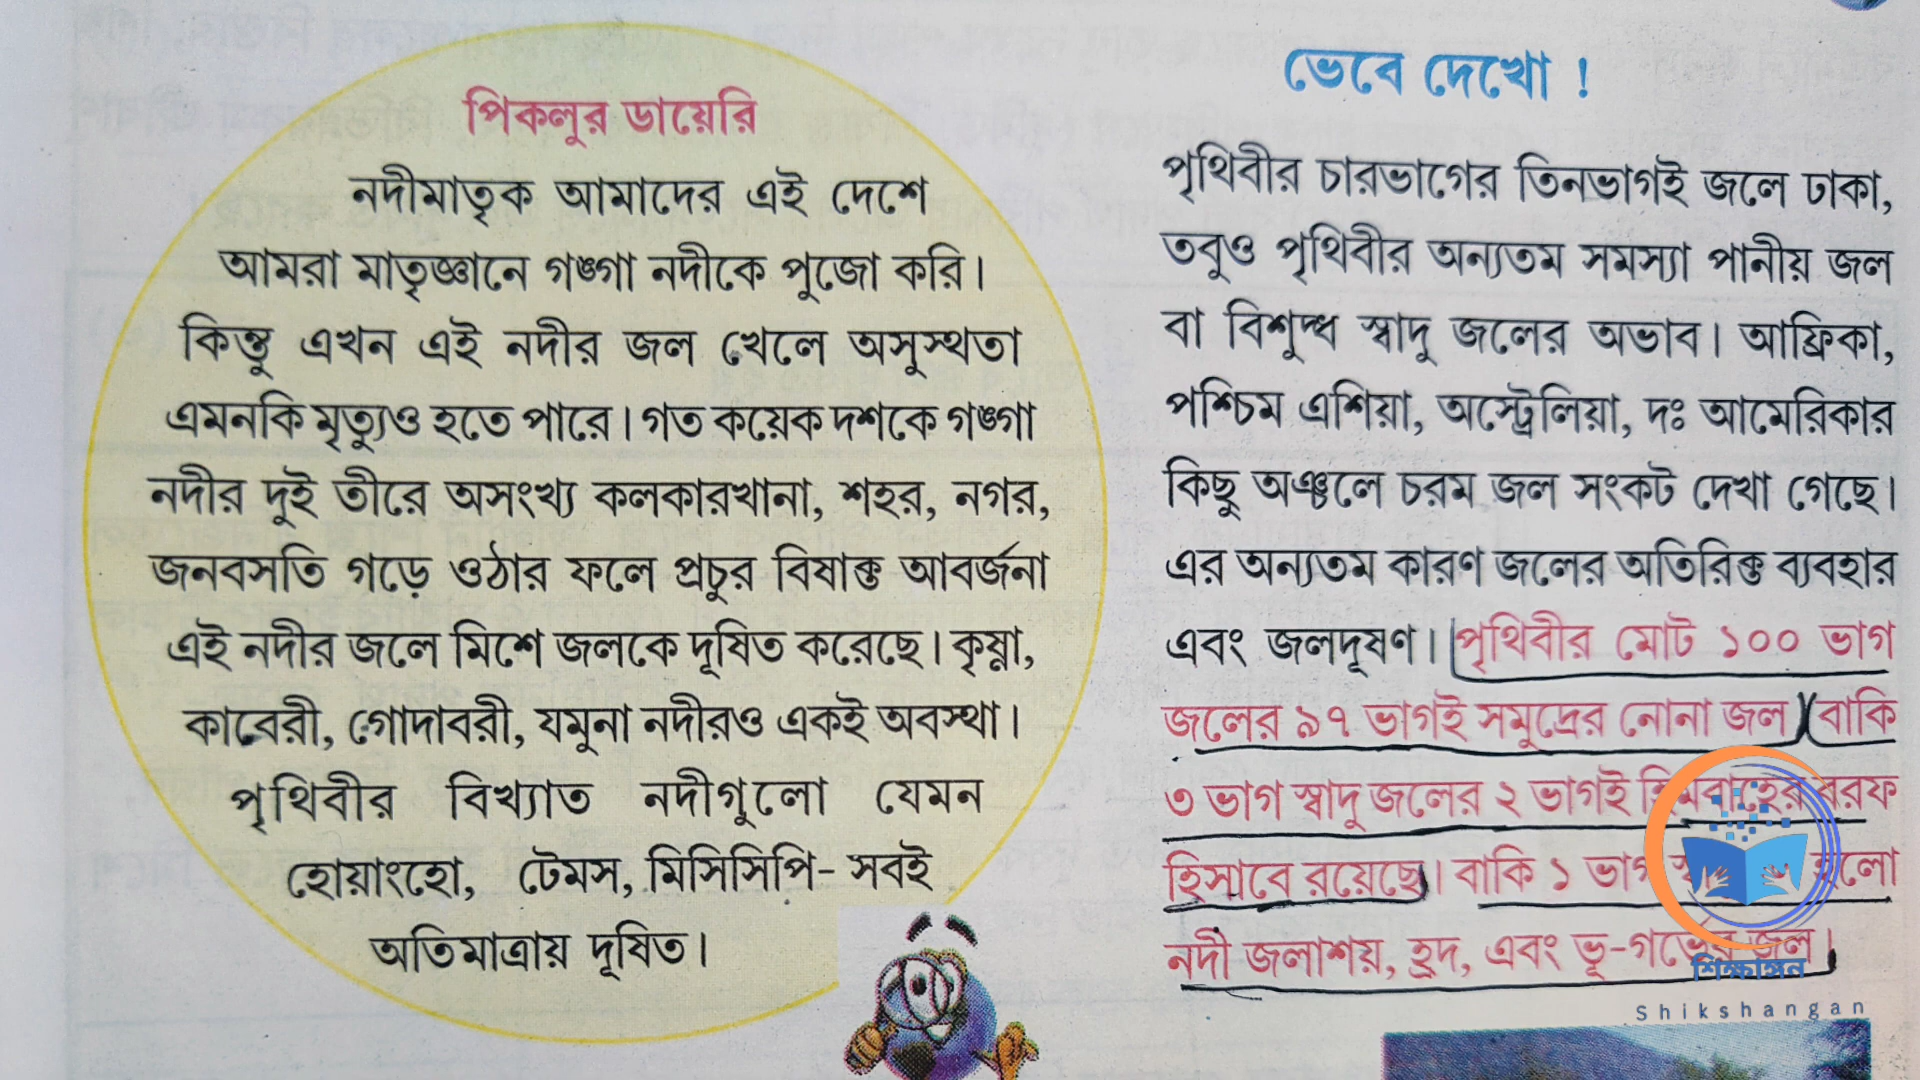 পিকলুর ডায়েরি
নদীমাতৃক আমাদের এই দেশে
আমরা মাতৃজ্ঞানে গঙ্গা নদীকে পুজো করি।
কিন্তু এখন এই নদীর জল খেলে অসুস্থতা
এমনকি মৃত্যুও হতে পারে। গত কয়েক দশকে গঙ্গা
নদীর দুই তীরে অসংখ্য কলকারখানা, শহর, নগর,
জনবসতি গড়ে ওঠার ফলে প্রচুর বিষাক্ত আবর্জনা
এই নদীর জলে মিশে জলকে দূষিত করেছে। কৃষ্ণা,
কাবেরী, গোদাবরী, যমুনা নদীরও একই অবস্থা।
পৃথিবীর বিখ্যাত নদীগুলো যেমন
হোয়াংহো, টেমস, মিসিসিপি- সবই
অতিমাত্রায় দূষিত।
ভেবে দেখো !
পৃথিবীর চারভাগের তিনভাগই জলে ঢাকা,
তবুও পৃথিবীর অন্যতম সমস্যা পানীয় জল
বা বিশুদ্ধ স্বাদু জলের অভাব। আফ্রিকা,
পশ্চিম এশিয়া, অস্ট্রেলিয়া, দঃ আমেরিকার
কিছু অঞ্চলে চরম জল সংকট দেখা গেছে।
এর অন্যতম কারণ জলের অতিরিক্ত ব্যবহার
এবং জলদূষণ। পৃথিবীর মোট ১০০ ভাগ
জলের ৯৭ ভাগই সমুদ্রের নোনা জল বাকি
৩ ভাগ স্বাদু জলের ২ ভাগই হিমবাহের বরফ
হিসাবে রয়েছে। বাকি ১ ভাগ হলো
নদী জলাশয়, হ্রদ, এবং ভূ-গর্ভের জল।
শিক্ষাঙ্গন
Shikshangan